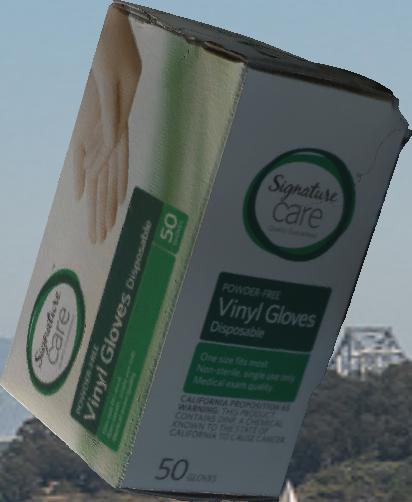 Signature
care
Quality Guaranteed
POWDER-FREE
Vinyl Gloves
Disposable
One size fits most
Non-sterile, single use only
Medical exam quality
CALIFORNIA PROPOSITION 65
WARNING: THIS PRODUCT
CONTAINS DINP, A CHEMICAL
KNOWN TO THE STATE OF
CALIFORNIA TO CAUSE CANCER.
50 GLOVES
Signature
care
POWDER-FREE
Vinyl Gloves Disposable
50